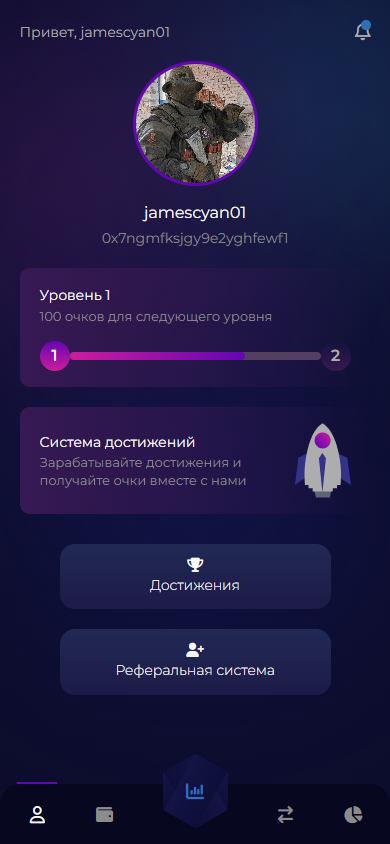 Привет, jamescyan01
jamescyan01
0x7ngmfksjgy9e2yghfewf1
Уровень 1
100 очков для следующего уровня
1
2
Система достижений
Зарабатывайте достижения и
получайте очки вместе с нами
Достижения
Реферальная система